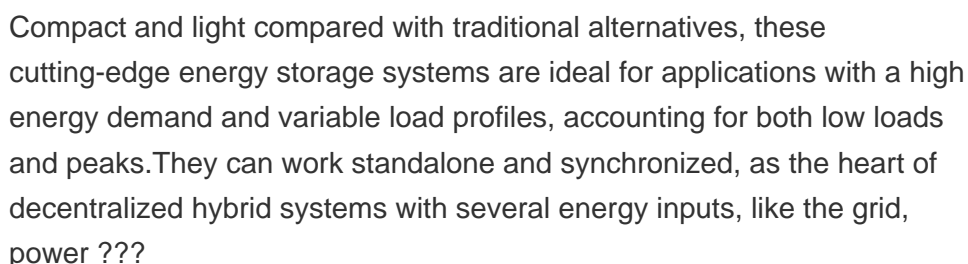 Compact and light compared with traditional alternatives, these
cutting-edge energy storage systems are ideal for applications with a high
energy demand and variable load profiles, accounting for both low loads
and peaks.They can work standalone and synchronized, as the heart of
decentralized hybrid systems with several energy inputs, like the grid,
power ???